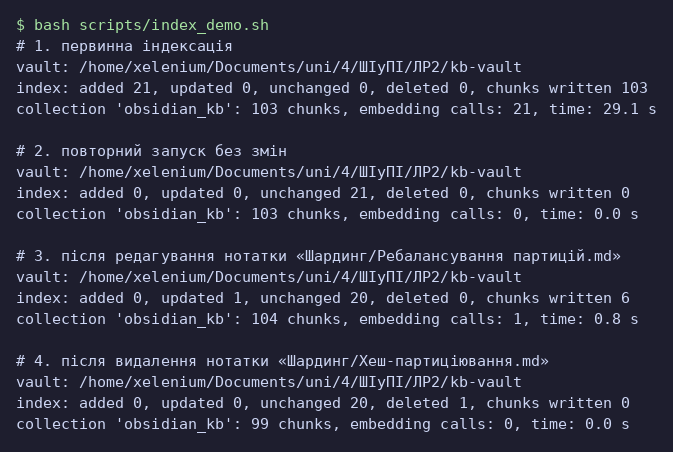 $ bash scripts/index_demo.sh
# 1. первинна індексація
vault: /home/xelenium/Documents/uni/4/ШІуПІ/ЛР2/kb-vault
index: added 21, updated 0, unchanged 0, deleted 0, chunks written 103
collection 'obsidian_kb': 103 chunks, embedding calls: 21, time: 29.1 s

# 2. повторний запуск без змін
vault: /home/xelenium/Documents/uni/4/ШІуПІ/ЛР2/kb-vault
index: added 0, updated 0, unchanged 21, deleted 0, chunks written 0
collection 'obsidian_kb': 103 chunks, embedding calls: 0, time: 0.0 s

# 3. після редагування нотатки «Шардинг/Ребалансування партицій.md»
vault: /home/xelenium/Documents/uni/4/ШІуПІ/ЛР2/kb-vault
index: added 0, updated 1, unchanged 20, deleted 0, chunks written 6
collection 'obsidian_kb': 104 chunks, embedding calls: 1, time: 0.8 s

# 4. після видалення нотатки «Шардинг/Хеш-партиціювання.md»
vault: /home/xelenium/Documents/uni/4/ШІуПІ/ЛР2/kb-vault
index: added 0, updated 0, unchanged 20, deleted 1, chunks written 0
collection 'obsidian_kb': 99 chunks, embedding calls: 0, time: 0.0 s